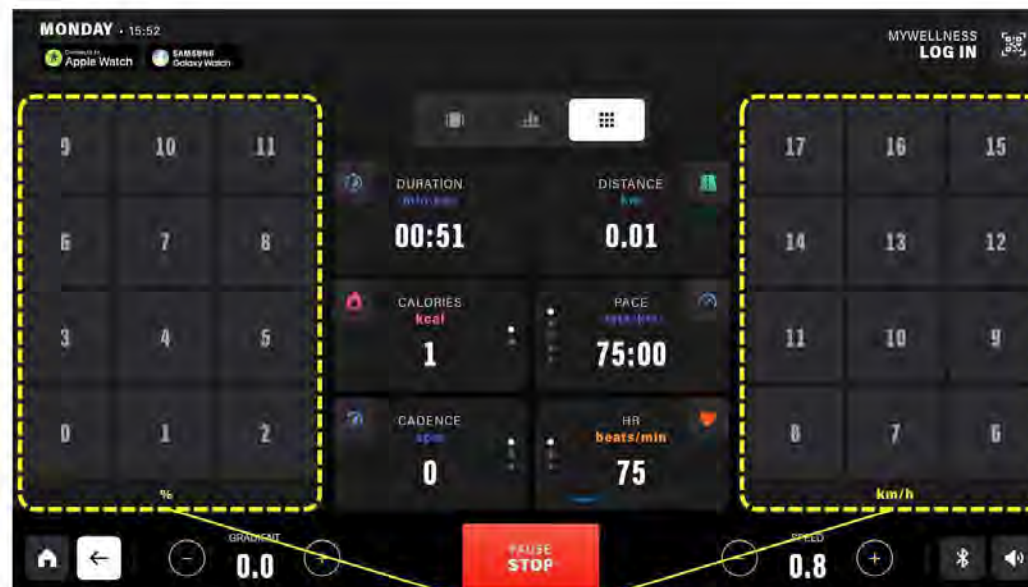 MONDAY · 15:52
MYWELLNESS
LOG IN
Apple Watch
SAMSUNG
Galaxy Watch
9 10 11
17 16 15
DURATION
DISTANCE
km
00:51
0.01
6 7 8
14 13 12
CALORIES
kcal
PACE
1
75:00
3 4 5
11 10 9
CADENCE
spm
HR
beats/min
0
75
0 1 2
8 7 6
%
km/h
GRADIENT
0.0
PAUSE
STOP
SPEED
0.8